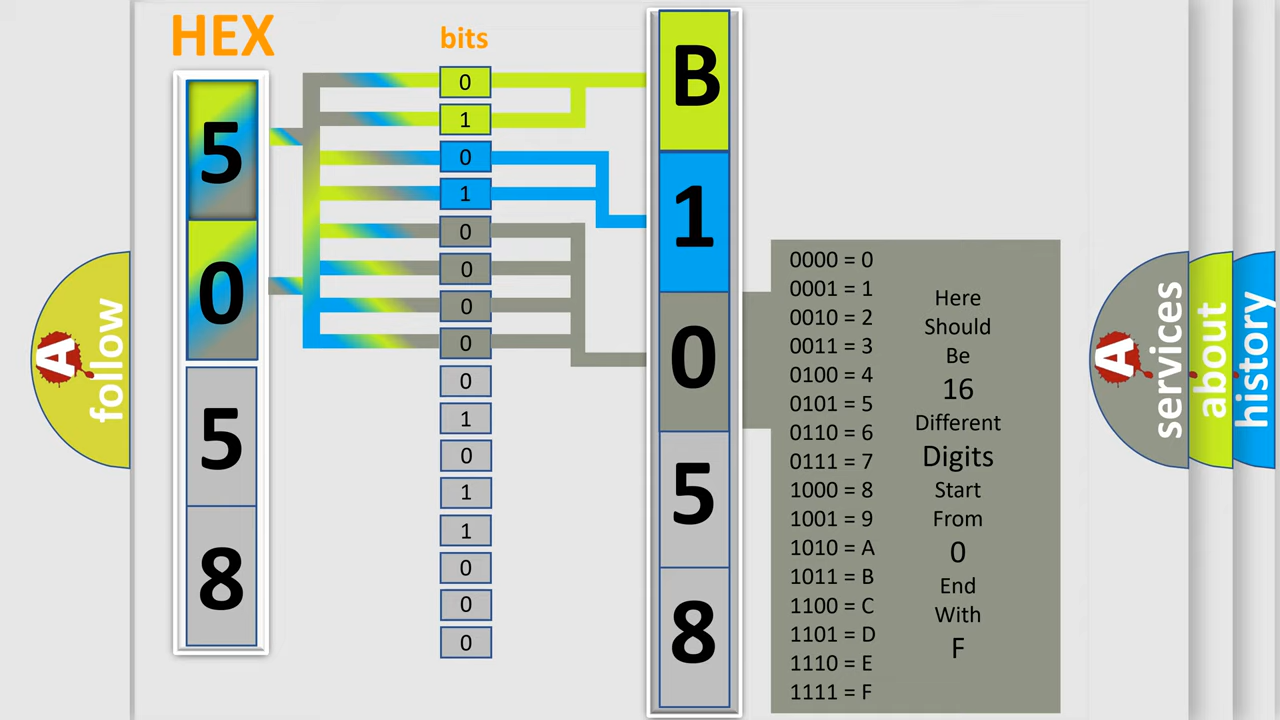 HEX
bits
5
0
5
8
0
1
0
1
0
0
0
0
0
1
0
1
1
0
0
0
B
1
0
5
8
0000 = 0
0001 = 1
0010 = 2
0011 = 3
0100 = 4
0101 = 5
0110 = 6
0111 = 7
1000 = 8
1001 = 9
1010 = A
1011 = B
1100 = C
1101 = D
1110 = E
1111 = F
Here
Should
Be
16
Different
Digits
Start
From
0
End
With
F
A
follow
A
services
about
history